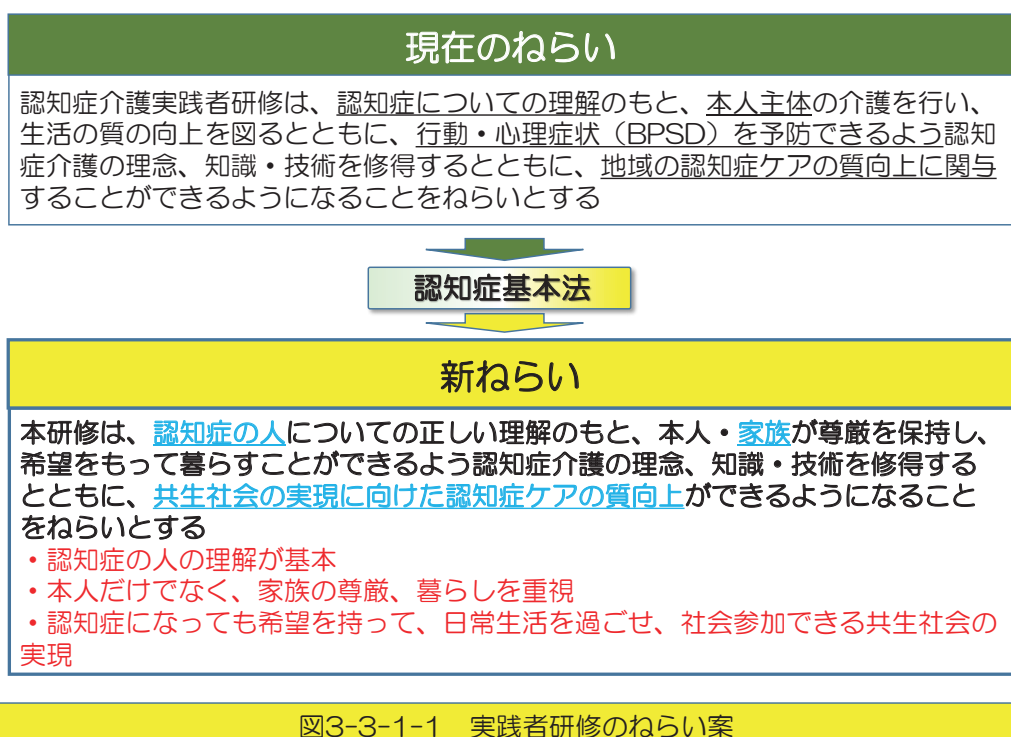 現在のねらい
認知症介護実践者研修は、認知症についての理解のもと、本人主体の介護を行い、
生活の質の向上を図るとともに、行動・心理症状（BPSD）を予防できるよう認知
症介護の理念、知識・技術を修得するとともに、地域の認知症ケアの質向上に関与
することができるようになることをねらいとする
認知症基本法
新ねらい
本研修は、認知症の人についての正しい理解のもと、本人・家族が尊厳を保持し、
希望をもって暮らすことができるよう認知症介護の理念、知識・技術を修得する
とともに、共生社会の実現に向けた認知症ケアの質向上ができるようになること
をねらいとする
・認知症の人の理解が基本
・本人だけでなく、家族の尊厳、暮らしを重視
・認知症になっても希望を持って、日常生活を過ごせ、社会参加できる共生社会の
実現
図3-3-1-1　実践者研修のねらい案